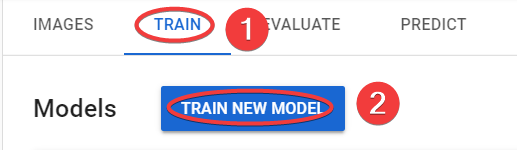 IMAGES TRAIN 1 EVALUATE PREDICT
Models TRAIN NEW MODEL 2